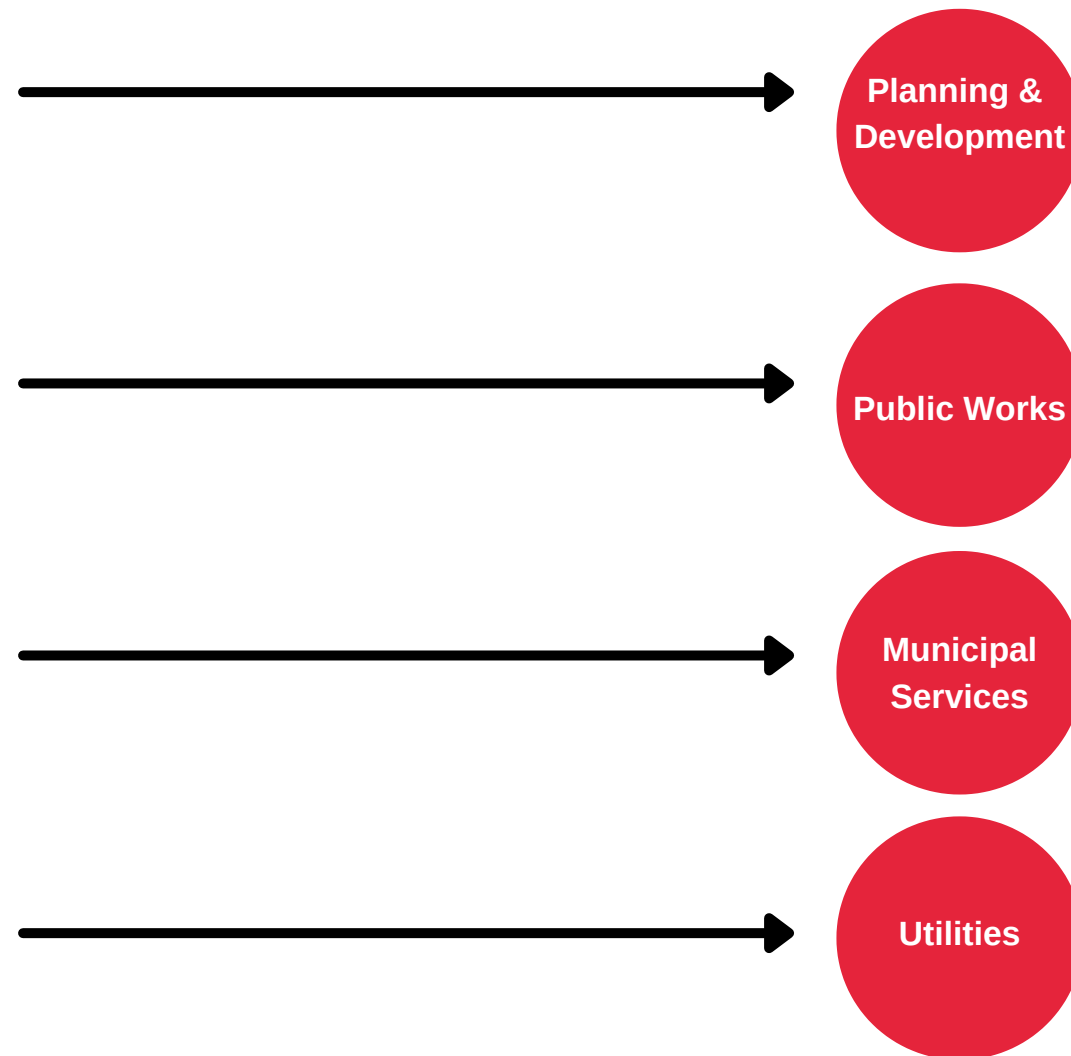 Planning &
Development
Public Works
Municipal
Services
Utilities